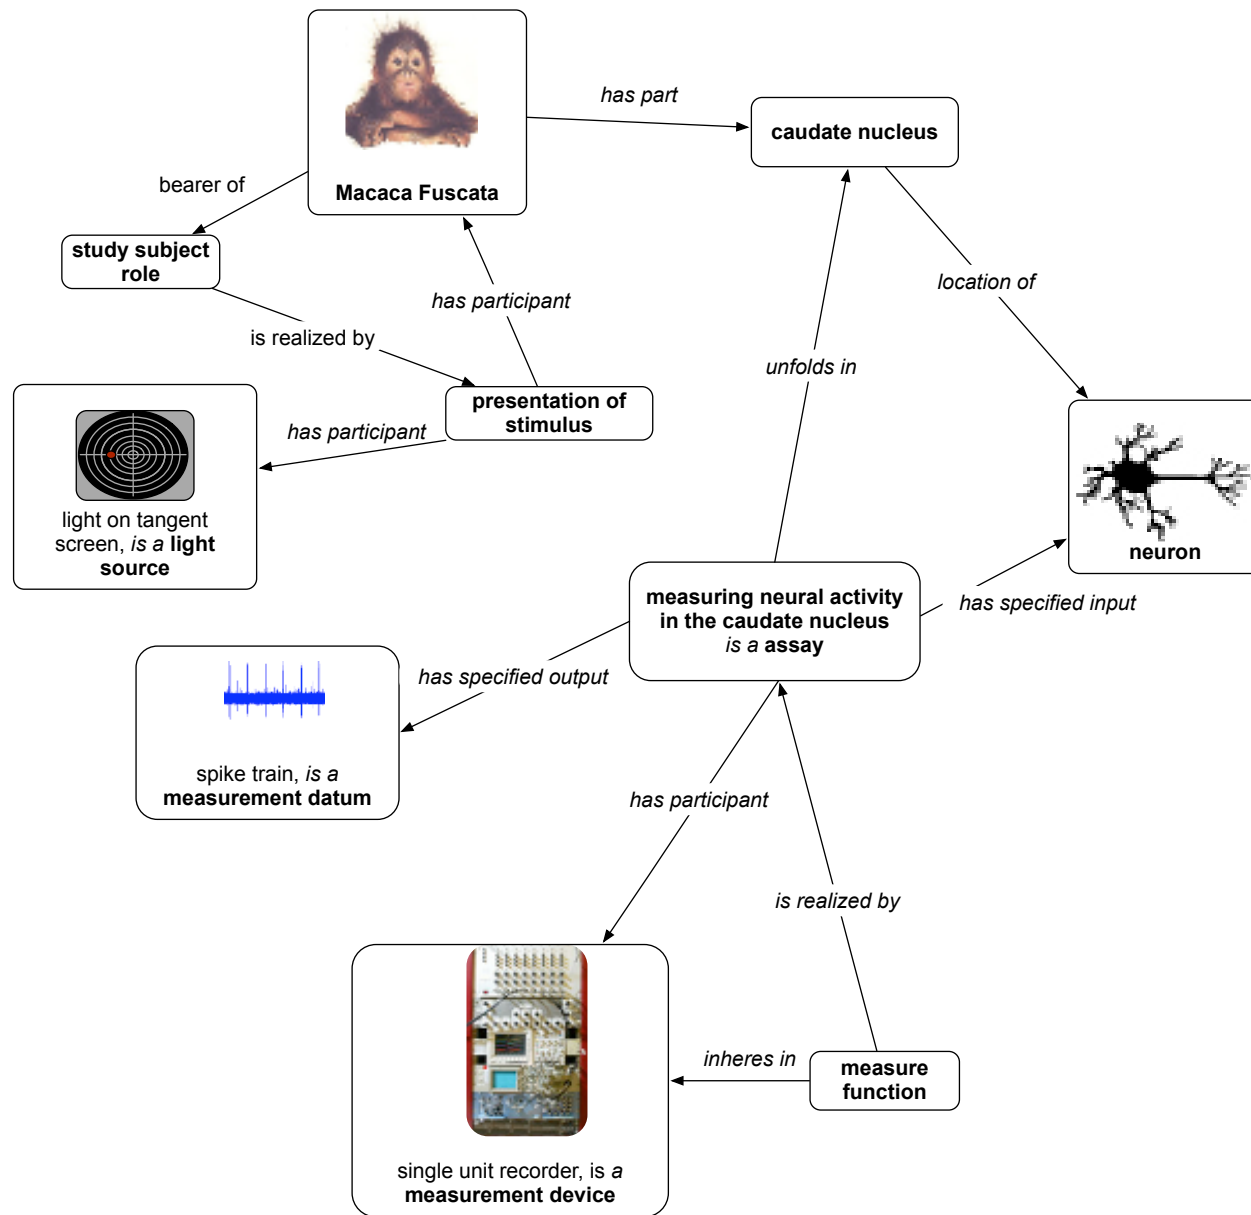 has part
caudate nucleus
Macaca Fuscata
bearer of
study subject
role
location of
has participant
is realized by
unfolds in
presentation of
stimulus
has participant
light on tangent
screen, is a light
source
neuron
measuring neural activity
in the caudate nucleus
is a assay
has specified input
has specified output
spike train, is a
measurement datum
has participant
is realized by
inheres in
measure
function
single unit recorder, is a
measurement device